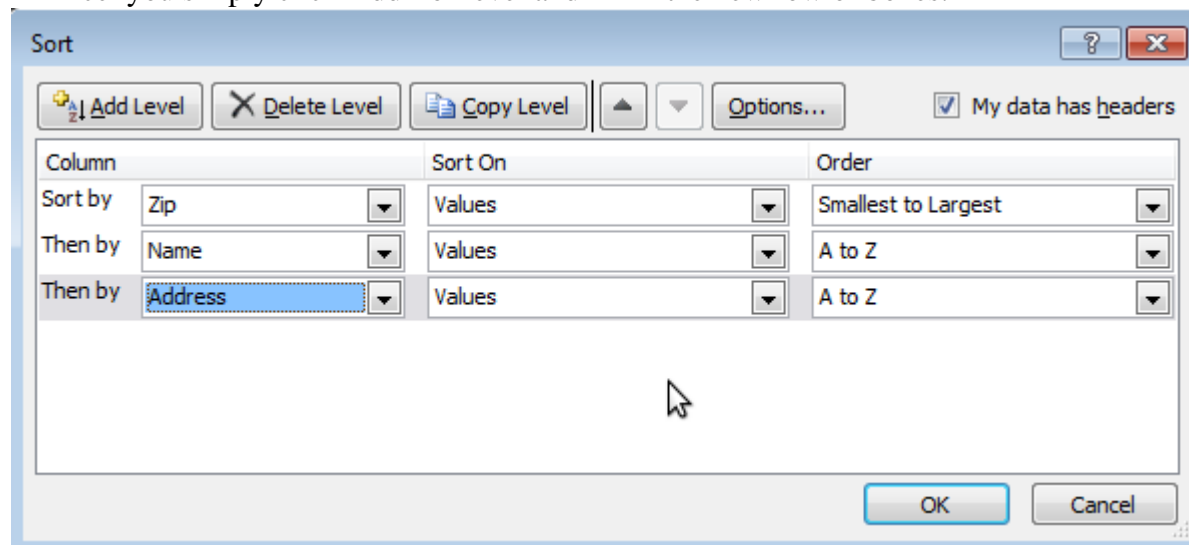 Sort
Add Level Delete Level Copy Level Options... My data has headers
Column Sort On Order
Sort by Zip Values Smallest to Largest
Then by Name Values A to Z
Then by Address Values A to Z
OK Cancel